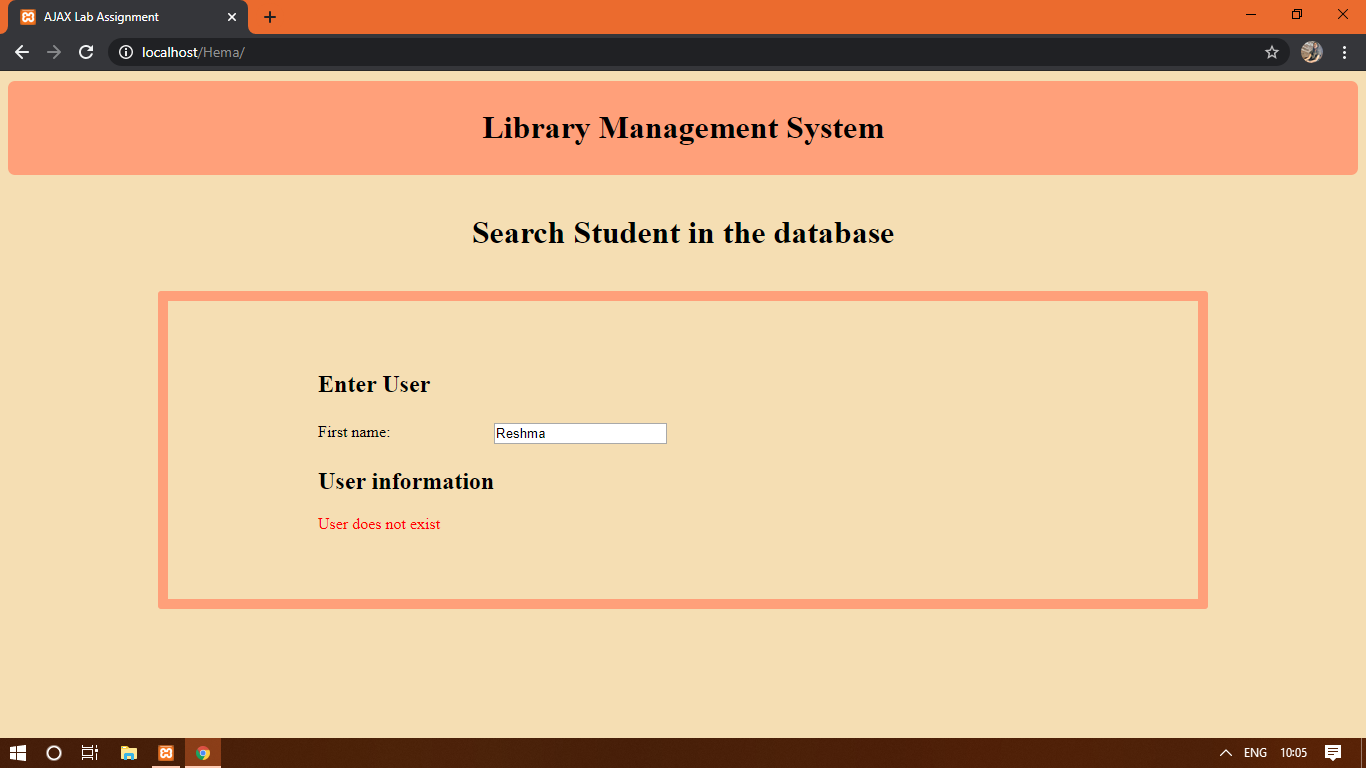 AJAX Lab Assignment
localhost/Hema/
Library Management System
Search Student in the database
Enter User
First name: Reshma
User information
User does not exist
ENG 10:05